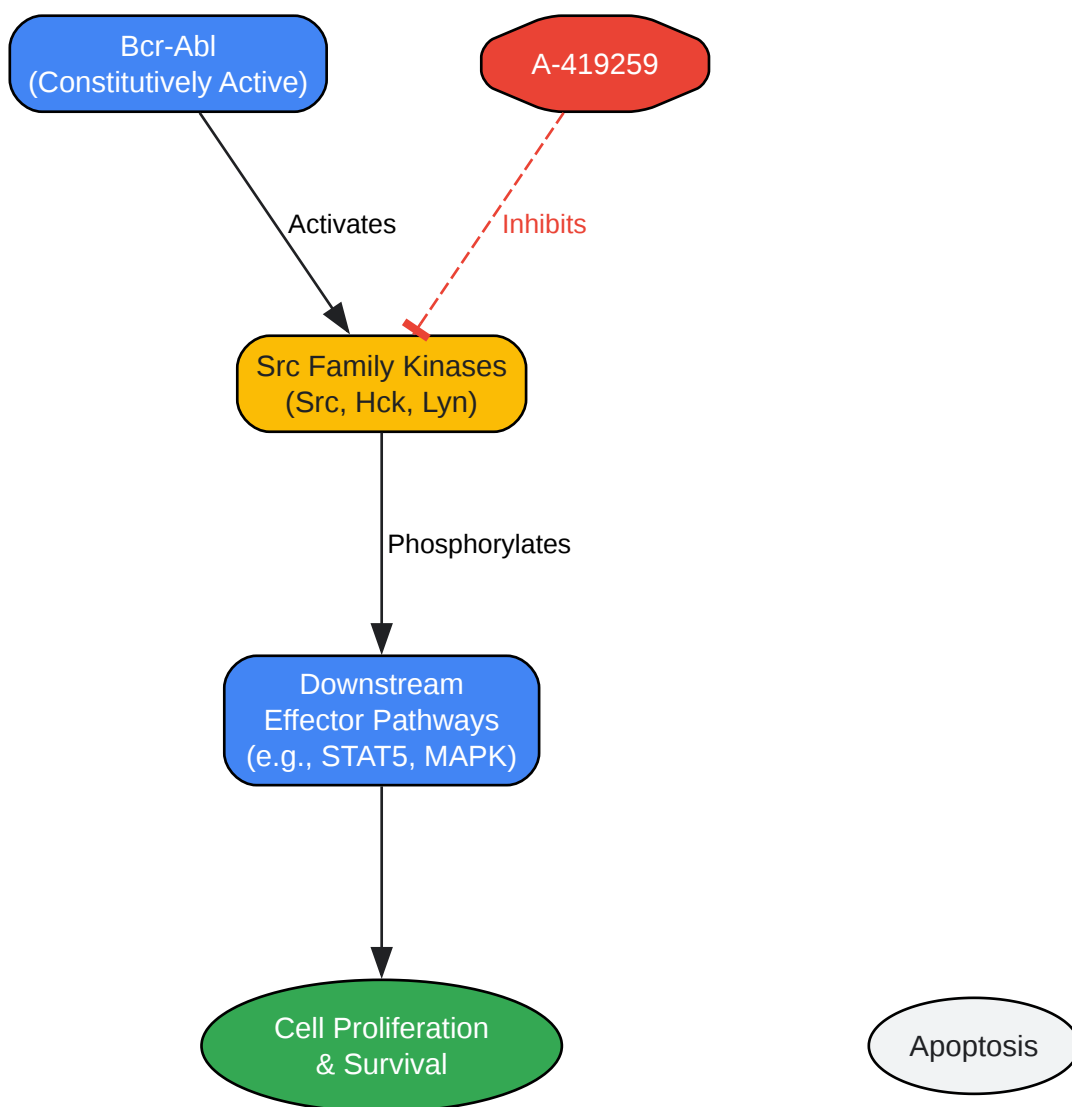 Bcr-Abl
(Constitutively Active)
A-419259
Activates
Inhibits
Src Family Kinases
(Src, Hck, Lyn)
Phosphorylates
Downstream
Effector Pathways
(e.g., STAT5, MAPK)
Cell Proliferation
& Survival
Apoptosis